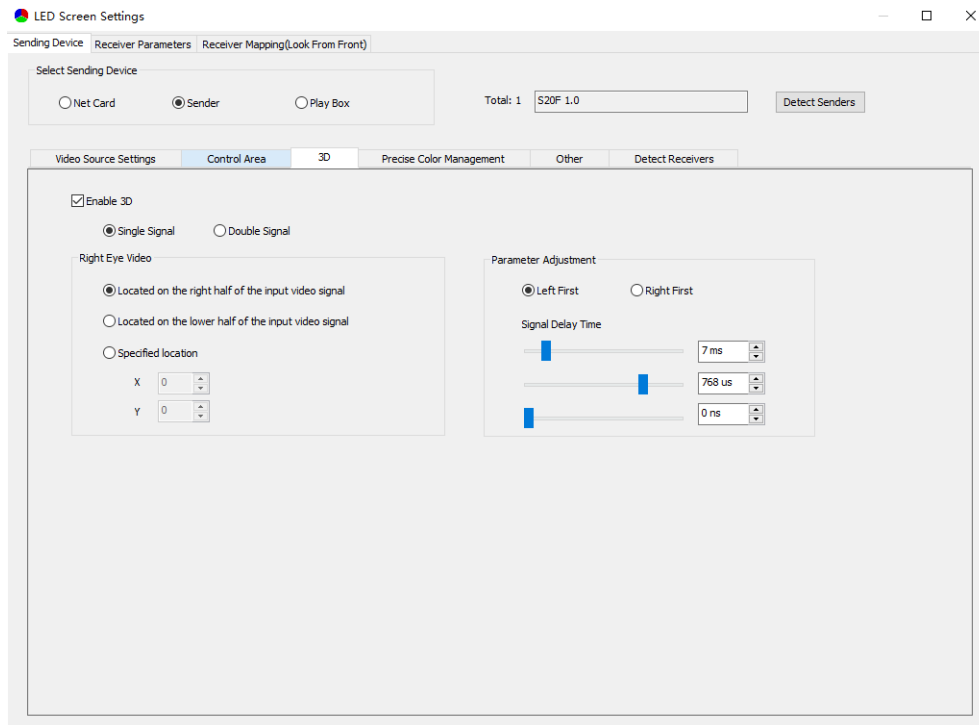 LED Screen Settings
Sending Device Receiver Parameters Receiver Mapping(Look From Front)
Select Sending Device
Net Card Sender Play Box
Total: 1 S20F 1.0 Detect Senders
Video Source Settings Control Area 3D Precise Color Management Other Detect Receivers
Enable 3D
Single Signal Double Signal
Right Eye Video
Located on the right half of the input video signal
Located on the lower half of the input video signal
Specified location
X 0
Y 0
Parameter Adjustment
Left First Right First
Signal Delay Time
7 ms
768 us
0 ns